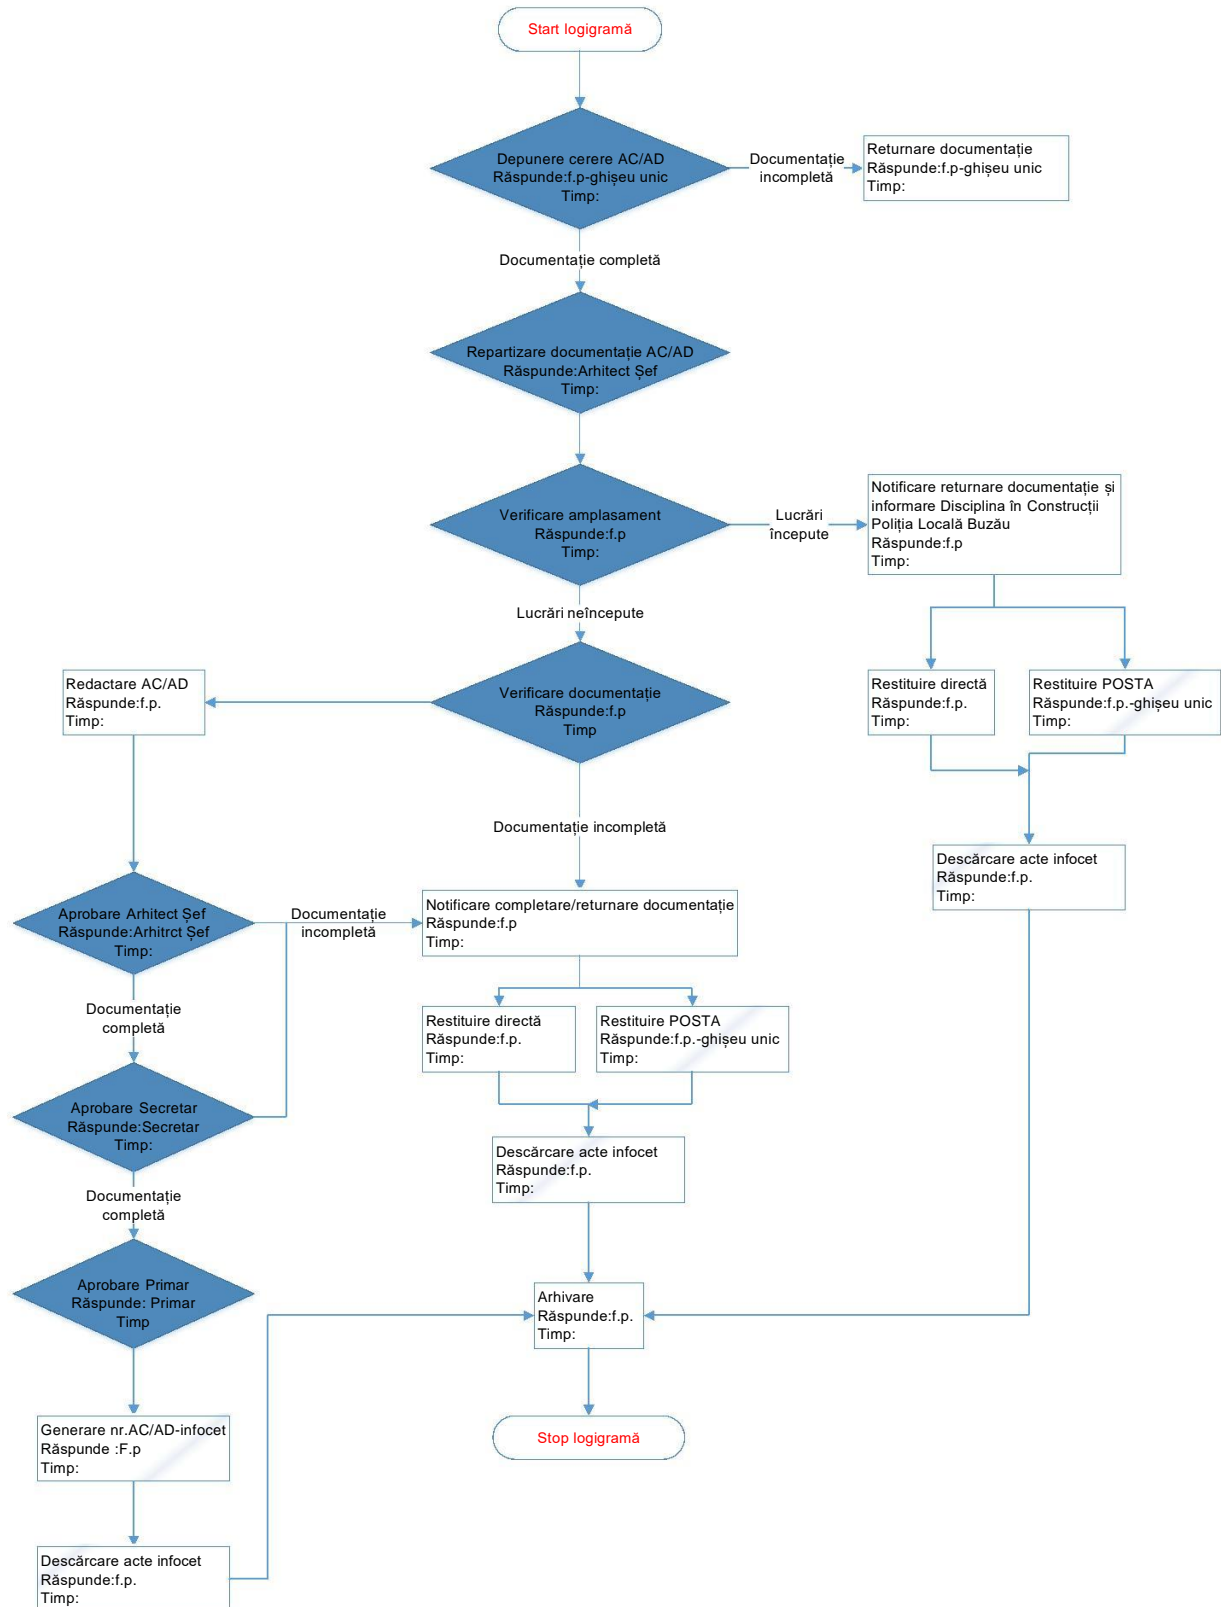 Start logigramă
Depunere cerere AC/AD
Răspunde:f.p-ghișeu unic
Timp:
Documentație
incompletă
Returnare documentație
Răspunde:f.p-ghișeu unic
Timp:
Documentație completă
Repartizare documentație AC/AD
Răspunde:Arhitect Șef
Timp:
Verificare amplasament
Răspunde:f.p
Timp:
Lucrări
începute
Notificare returnare documentație și
informare Disciplina în Construcții
Poliția Locală Buzău
Răspunde:f.p
Timp:
Lucrări neîncepute
Redactare AC/AD
Răspunde:f.p.
Timp:
Verificare documentație
Răspunde:f.p
Timp
Restituire directă
Răspunde:f.p.
Timp:
Restituire POSTA
Răspunde:f.p.-ghișeu unic
Timp:
Documentație incompletă
Descărcare acte infocet
Răspunde:f.p.
Timp:
Aprobare Arhitect Șef
Răspunde:Arhitrct Șef
Timp:
Documentație
incompletă
Notificare completare/returnare documentație
Răspunde:f.p
Timp:
Documentație
completă
Restituire directă
Răspunde:f.p.
Timp:
Restituire POSTA
Răspunde:f.p.-ghișeu unic
Timp:
Aprobare Secretar
Răspunde:Secretar
Timp:
Descărcare acte infocet
Răspunde:f.p.
Timp:
Documentație
completă
Aprobare Primar
Răspunde: Primar
Timp
Arhivare
Răspunde:f.p.
Timp:
Generare nr.AC/AD-infocet
Răspunde :F.p
Timp:
Stop logigramă
Descărcare acte infocet
Răspunde:f.p.
Timp: